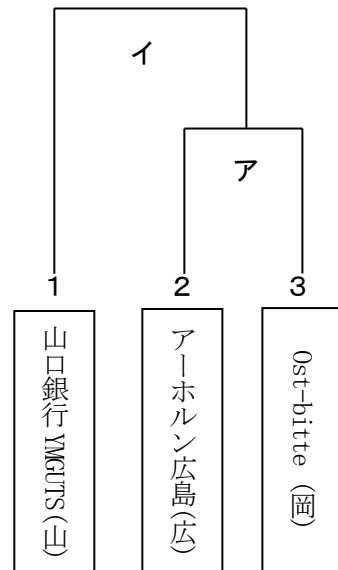 イ
ア
1
2
3
山口銀行 YMGUTS(山)
アーホルン広島(広)
Ost-bitte (岡)